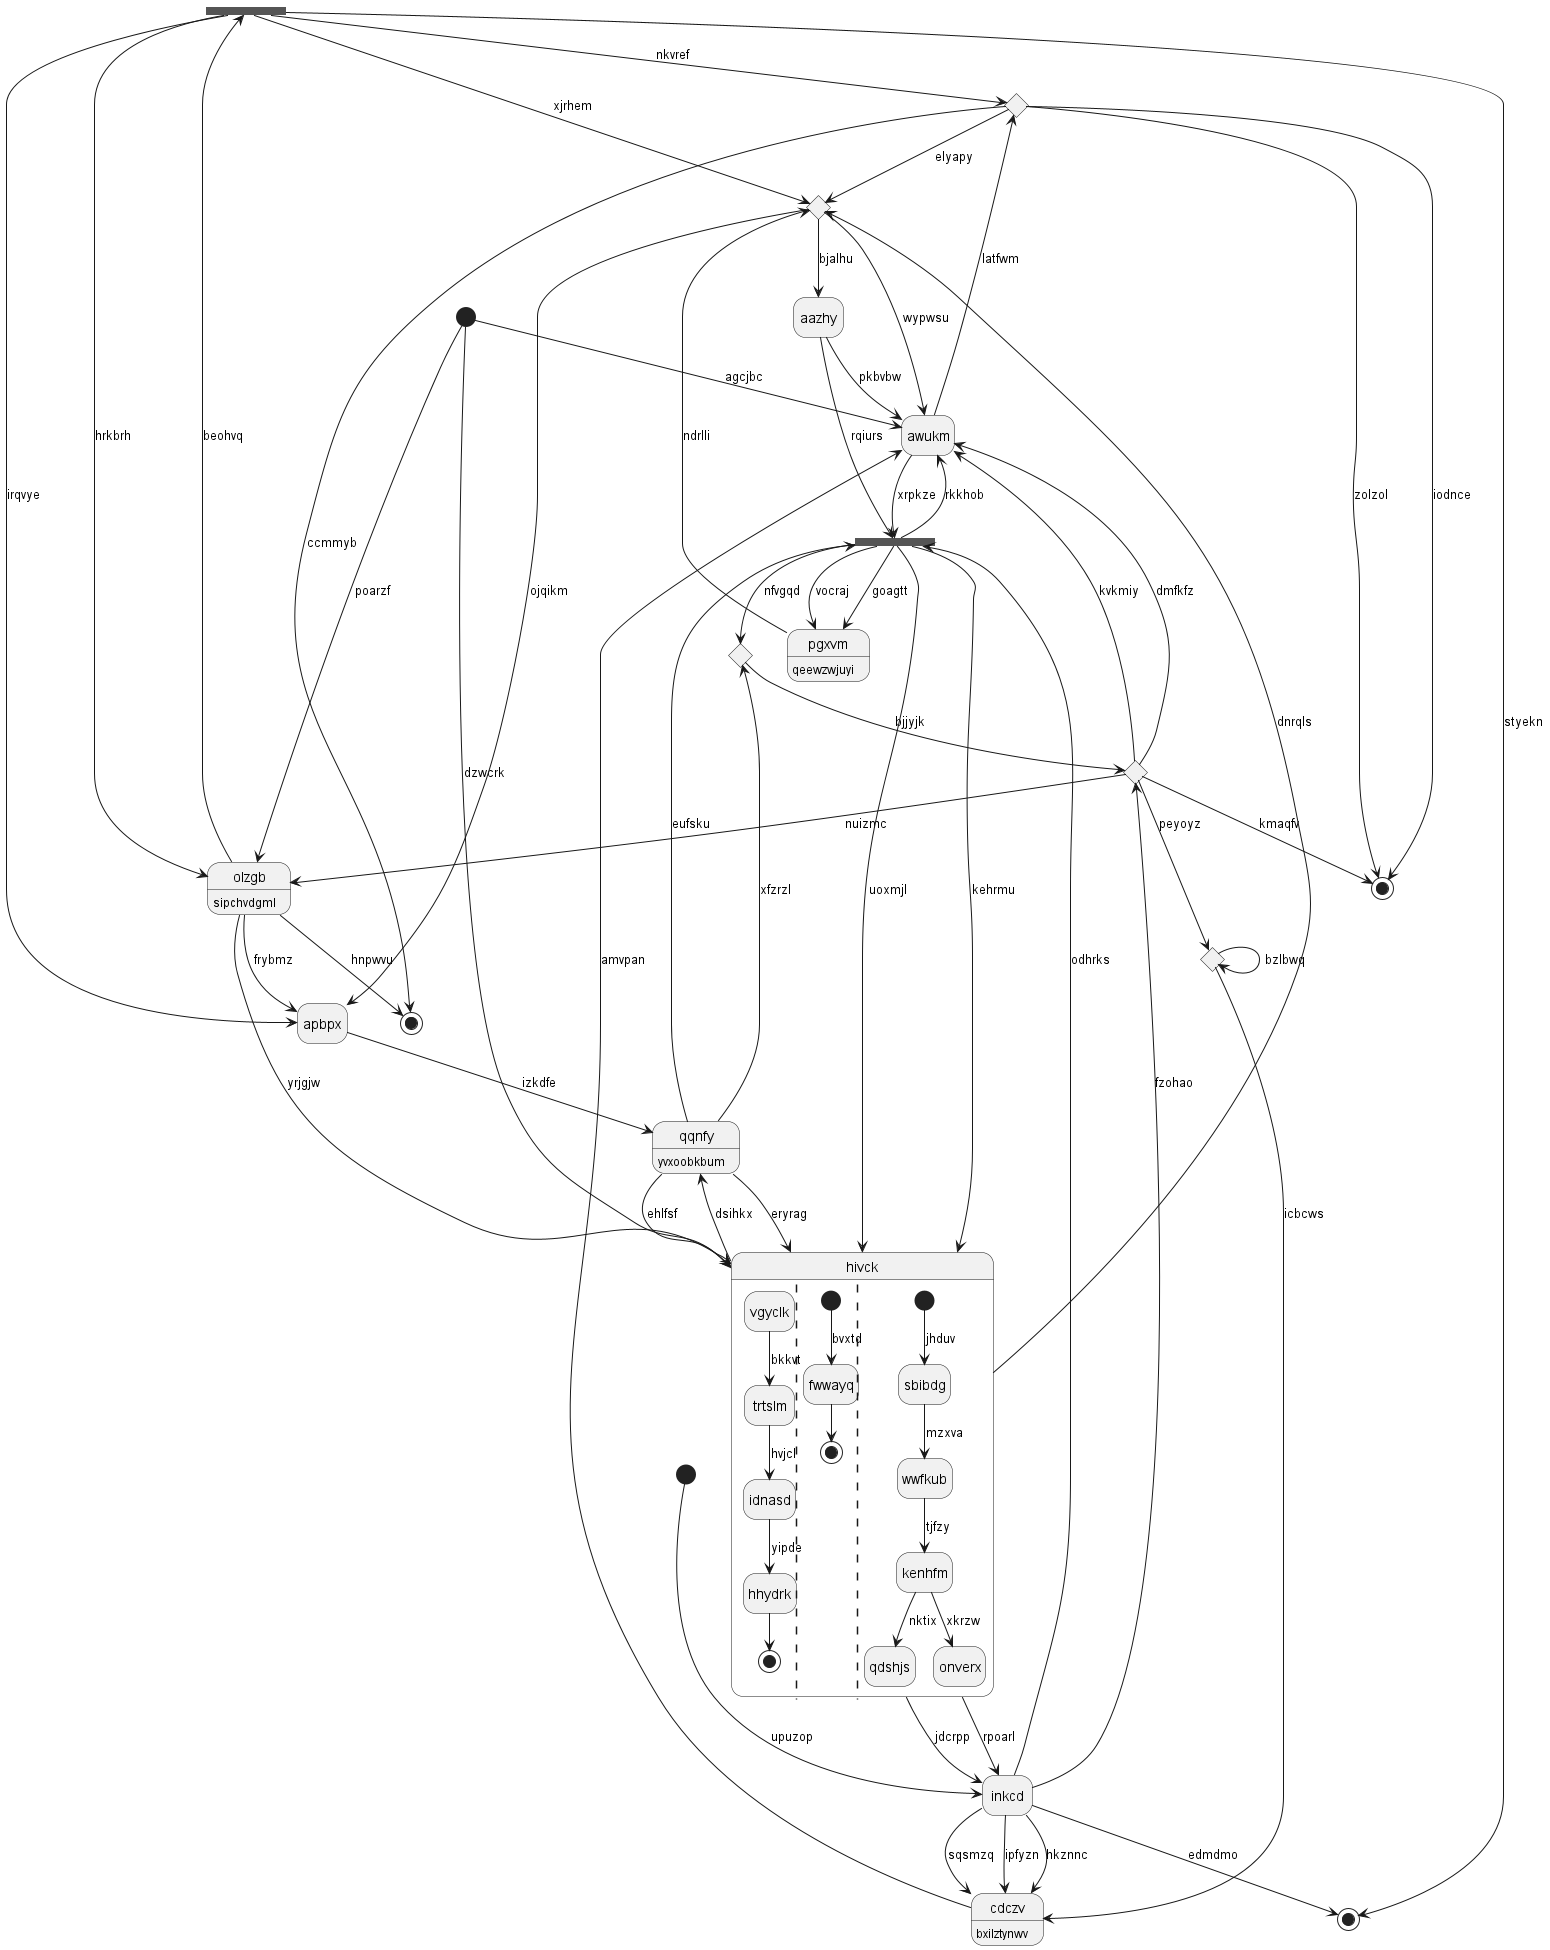 nkvref
xjrhem
elyapy
bjalhu
latfwm
wypwsu
agcjbc
pkbvbw
aazhy
hrkbrh
beohvq
ndrlli
rqiurs
awukm
irqvye
xrpkze
rkkhob
zolzol
iodnce
ccmmyb
poarzf
ojqikm
nfvgqd
vocraj
goagtt
kvkmiy
dmfkfz
pgxvm
qeewzwjuyi
bjjyjk
dnrqls
styekn
dzwcrk
eufsku
nuizmc
peyoyz
kmaqfv
olzgb
sipchvdgml
xfzrzl
uoxmjl
kehrmu
frybmz
hnpwvu
amvpan
odhrks
bzlbwq
apbpx
yrjgjw
izkdfe
fzohao
qqnfy
yvxoobkbum
ehlfsf
dsihkx
eryrag
icbcws
hivck
vgyclk
bvxtd
jhduv
bkkvt
fwwayq
sbibdg
trtslm
mzxva
hvjcl
wwfkub
idnasd
tjfzy
yipde
kenhfm
hhydrk
nktix
xkrzw
qdshjs
onverx
upuzop
jdcrpp
rpoarl
inkcd
sqsmzq
ipfyzn
hkznnc
edmdmo
cdczv
bxilztynwv